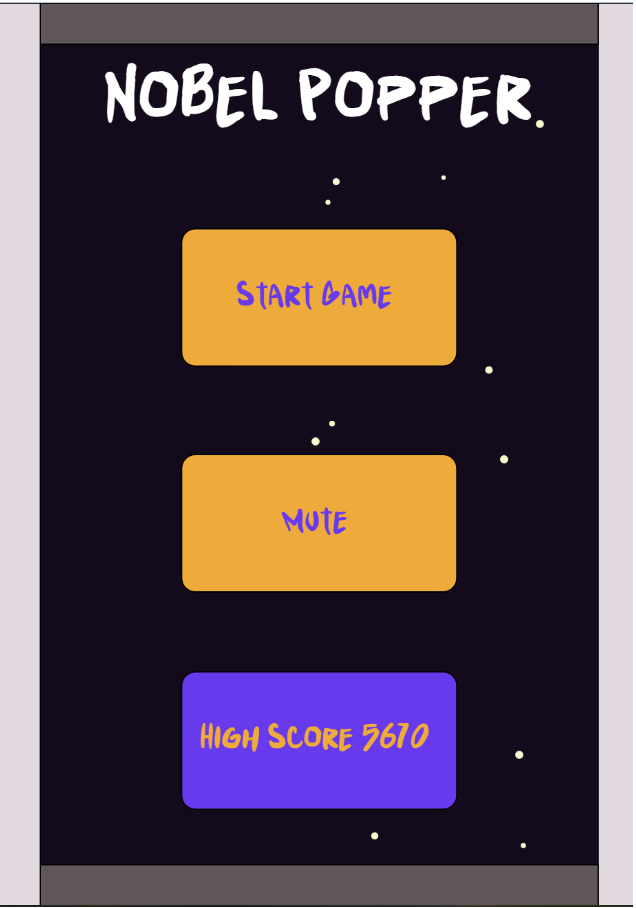 NOBEL POPPER
START GAME
MUTE
HIGH SCORE 5670